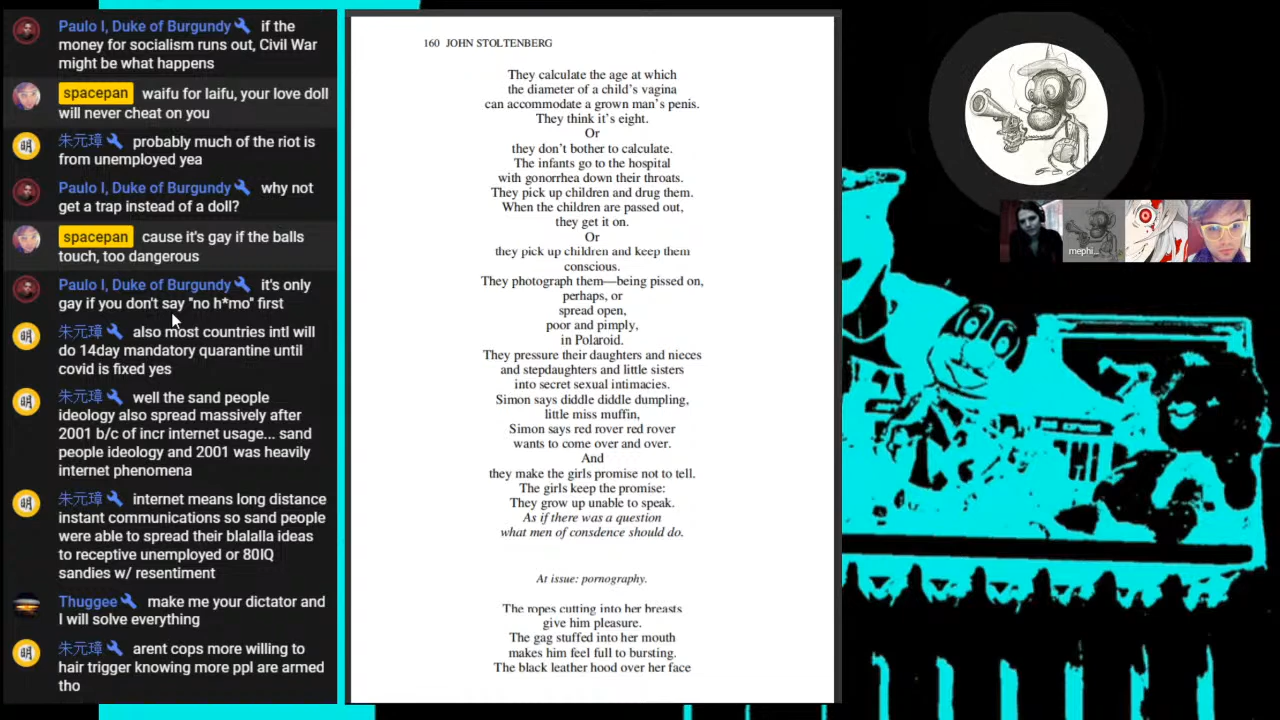 Paulo I, Duke of Burgundy if the
money for socialism runs out, Civil War
might be what happens
spacepan waifu for laifu, your love doll
will never cheat on you
朱元璋 probably much of the riot is
from unemployed yea
Paulo I, Duke of Burgundy why not
get a trap instead of a doll?
spacepan cause it's gay if the balls
touch, too dangerous
Paulo I, Duke of Burgundy it's only
gay if you don't say "no h*mo" first
朱元璋 also most countries intl will
do 14day mandatory quarantine until
covid is fixed yes
朱元璋 well the sand people
ideology also spread massively after
2001 b/c of incr internet usage... sand
people ideology and 2001 was heavily
internet phenomena
朱元璋 internet means long distance
instant communications so sand people
were able to spread their blalalla ideas
to receptive unemployed or 80IQ
sandies w/ resentiment
Thuggee make me your dictator and
I will solve everything
朱元璋 arent cops more willing to
hair trigger knowing more ppl are armed
tho
160 JOHN STOLTENBERG
They calculate the age at which
the diameter of a child's vagina
can accommodate a grown man's penis.
They think it's eight.
Or
they don't bother to calculate.
The infants go to the hospital
with gonorrhea down their throats.
They pick up children and drug them.
When the children are passed out,
they get it on.
Or
they pick up children and keep them
conscious.
They photograph them—being pissed on,
perhaps, or
spread open,
poor and pimply,
in Polaroid.
They pressure their daughters and nieces
and stepdaughters and little sisters
into secret sexual intimacies.
Simon says diddle diddle dumpling,
little miss muffin,
Simon says red rover red rover
wants to come over and over.
And
they make the girls promise not to tell.
The girls keep the promise:
They grow up unable to speak.
As if there was a question
what men of consdence should do.
At issue: pornography.
The ropes cutting into her breasts
give him pleasure.
The gag stuffed into her mouth
makes him feel full to bursting.
The black leather hood over her face
mephi...